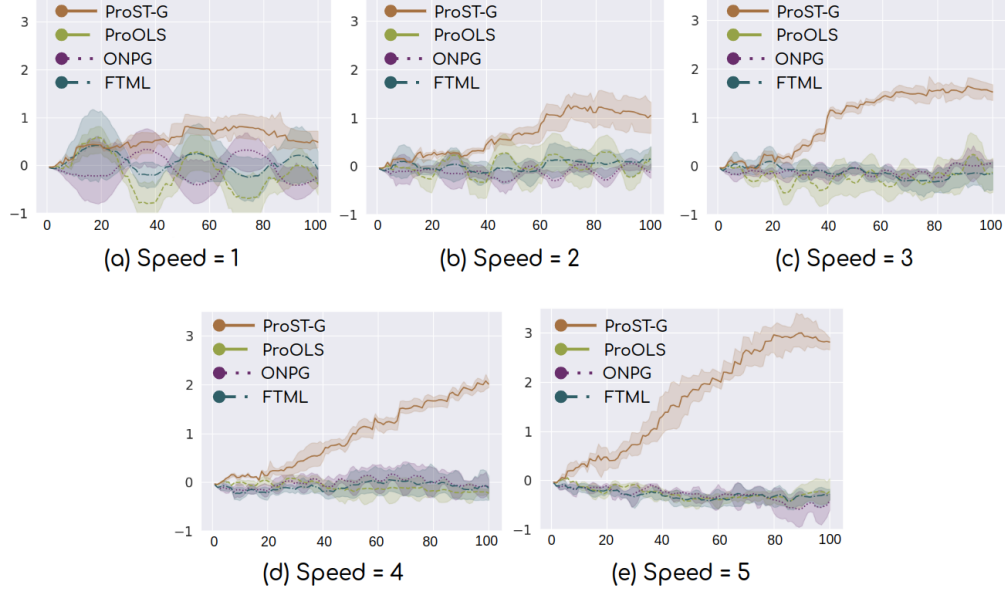 3
2
1
0
−1
ProST-G
ProOLS
ONPG
FTML
0 20 40 60 80 100
(a) Speed = 1
3
2
1
0
−1
ProST-G
ProOLS
ONPG
FTML
0 20 40 60 80 100
(b) Speed = 2
3
2
1
0
−1
ProST-G
ProOLS
ONPG
FTML
0 20 40 60 80 100
(c) Speed = 3
3
2
1
0
−1
ProST-G
ProOLS
ONPG
FTML
0 20 40 60 80 100
(d) Speed = 4
3
2
1
0
−1
ProST-G
ProOLS
ONPG
FTML
0 20 40 60 80 100
(e) Speed = 5